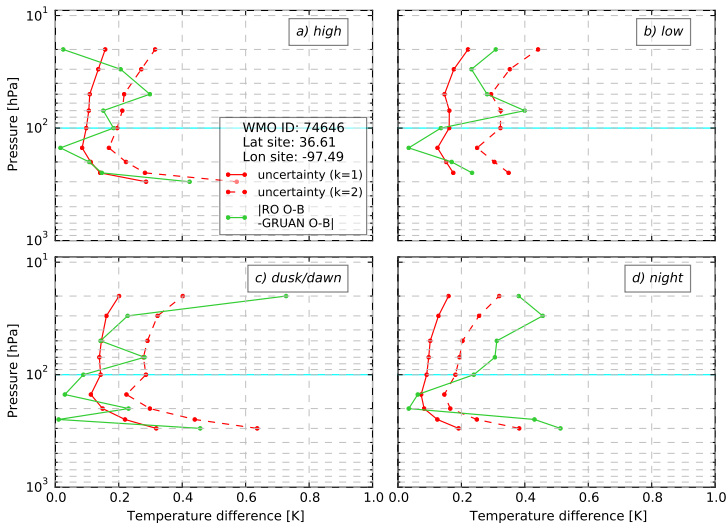 a) high
b) low
10¹
10²
10³
Pressure [hPa]
WMO ID: 74646
Lat site: 36.61
Lon site: -97.49
uncertainty (k=1)
uncertainty (k=2)
|RO O-B
-GRUAN O-B|
c) dusk/dawn
d) night
10¹
10²
10³
Pressure [hPa]
0.0 0.2 0.4 0.6 0.8 1.0
0.0 0.2 0.4 0.6 0.8 1.0
Temperature difference [K]
Temperature difference [K]